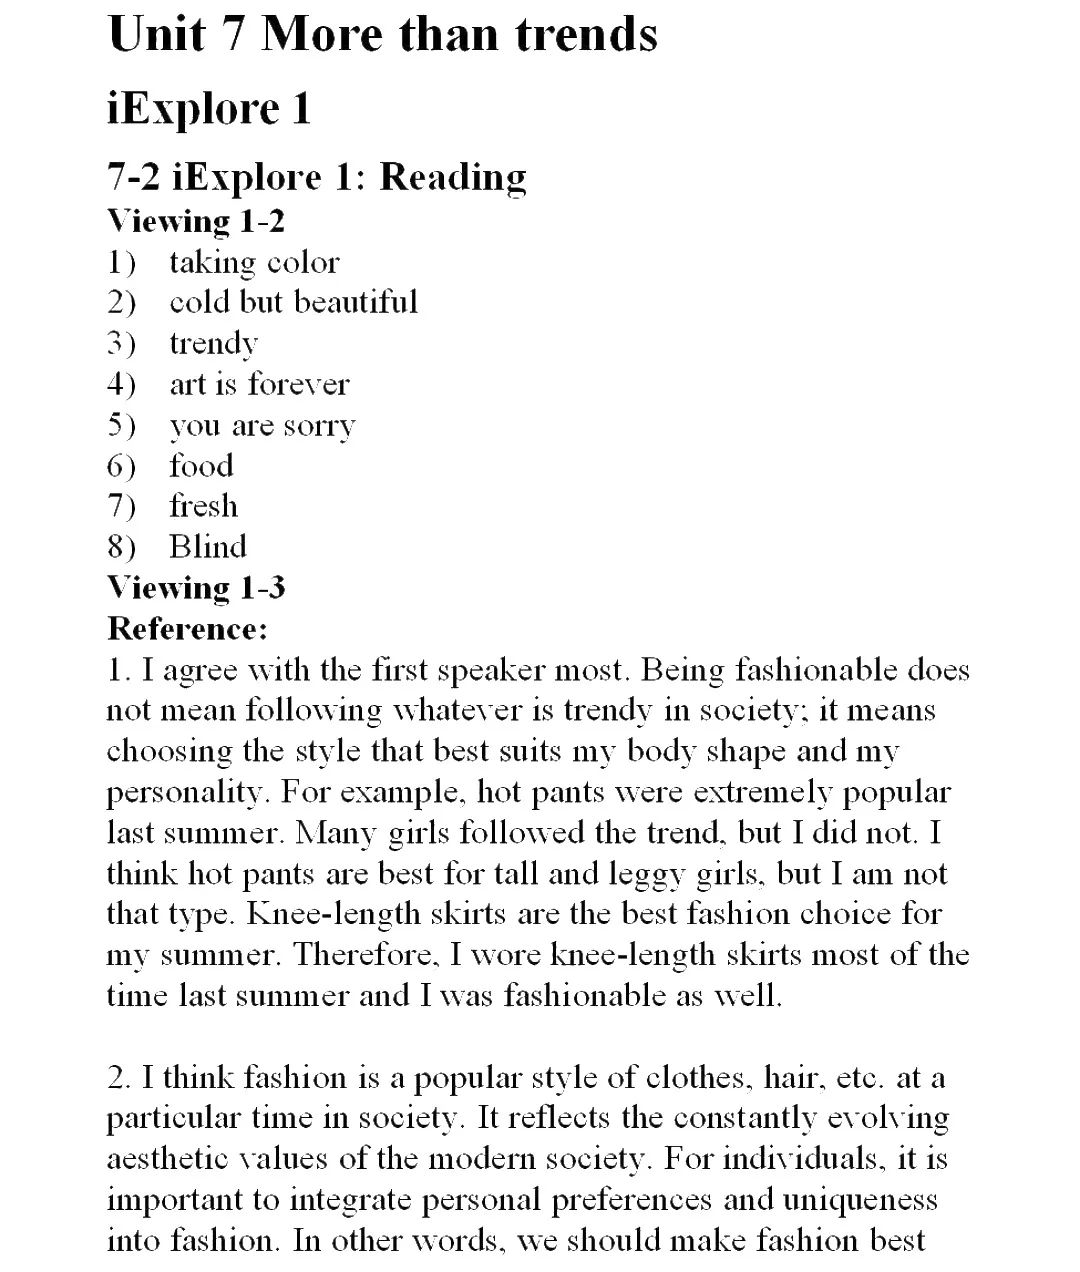 Unit 7 More than trends
iExplore 1
7-2 iExplore 1: Reading
Viewing 1-2
1) taking color
2) cold but beautiful
3) trendy
4) art is forever
5) you are sorry
6) food
7) fresh
8) Blind
Viewing 1-3
Reference:
1. I agree with the first speaker most. Being fashionable does
not mean following whatever is trendy in society; it means
choosing the style that best suits my body shape and my
personality. For example, hot pants were extremely popular
last summer. Many girls followed the trend, but I did not. I
think hot pants are best for tall and leggy girls, but I am not
that type. Knee-length skirts are the best fashion choice for
my summer. Therefore, I wore knee-length skirts most of the
time last summer and I was fashionable as well.
2. I think fashion is a popular style of clothes, hair, etc. at a
particular time in society. It reflects the constantly evolving
aesthetic values of the modern society. For individuals, it is
important to integrate personal preferences and uniqueness
into fashion. In other words, we should make fashion best